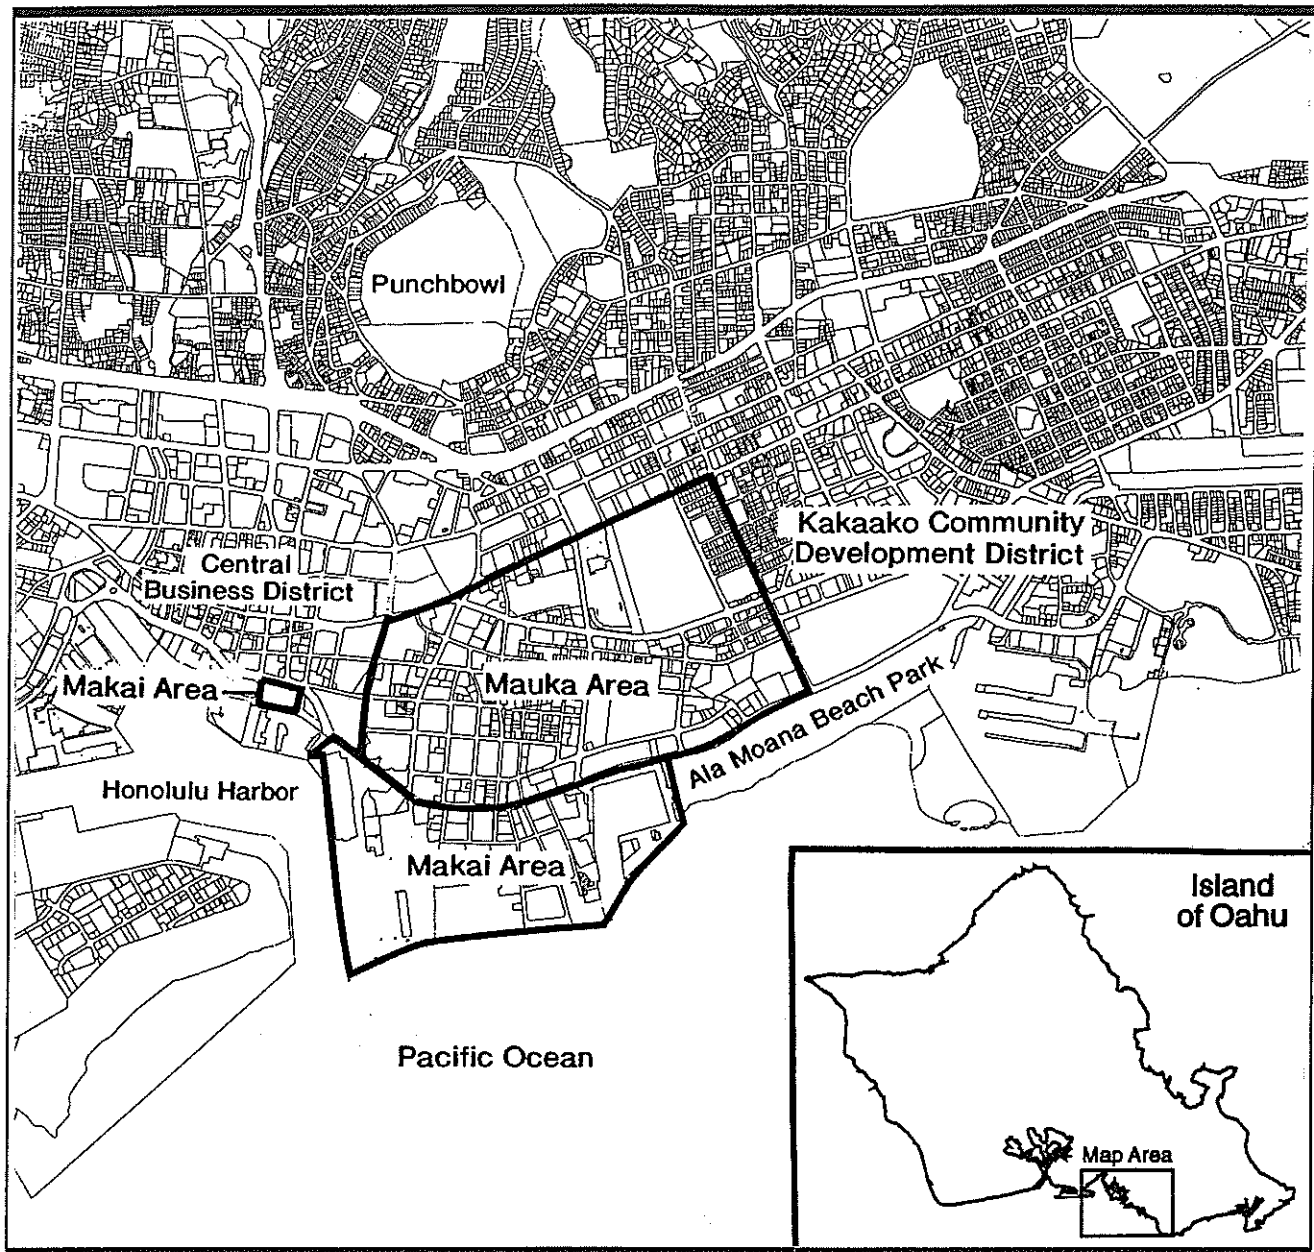 Punchbowl
Kakaako Community
Development District
Central
Business District
Makai Area
Mauka Area
Ala Moana Beach Park
Honolulu Harbor
Makai Area
Pacific Ocean
Island
of Oahu
Map Area